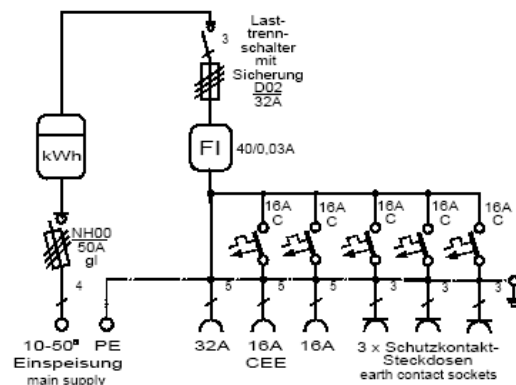 Last-
trenn-
schalter
mit
Sicherung
D02
32A
3
kWh
FI
40/0,03A
NH00
50A
gl
4
16A
C
16A
C
16A
C
16A
C
16A
C
5
5
5
3
3
3
10-50²
PE
32A
16A
16A
3 x Schutzkontakt-
Einspeisung
CEE
Steckdosen
main supply
earth contact sockets